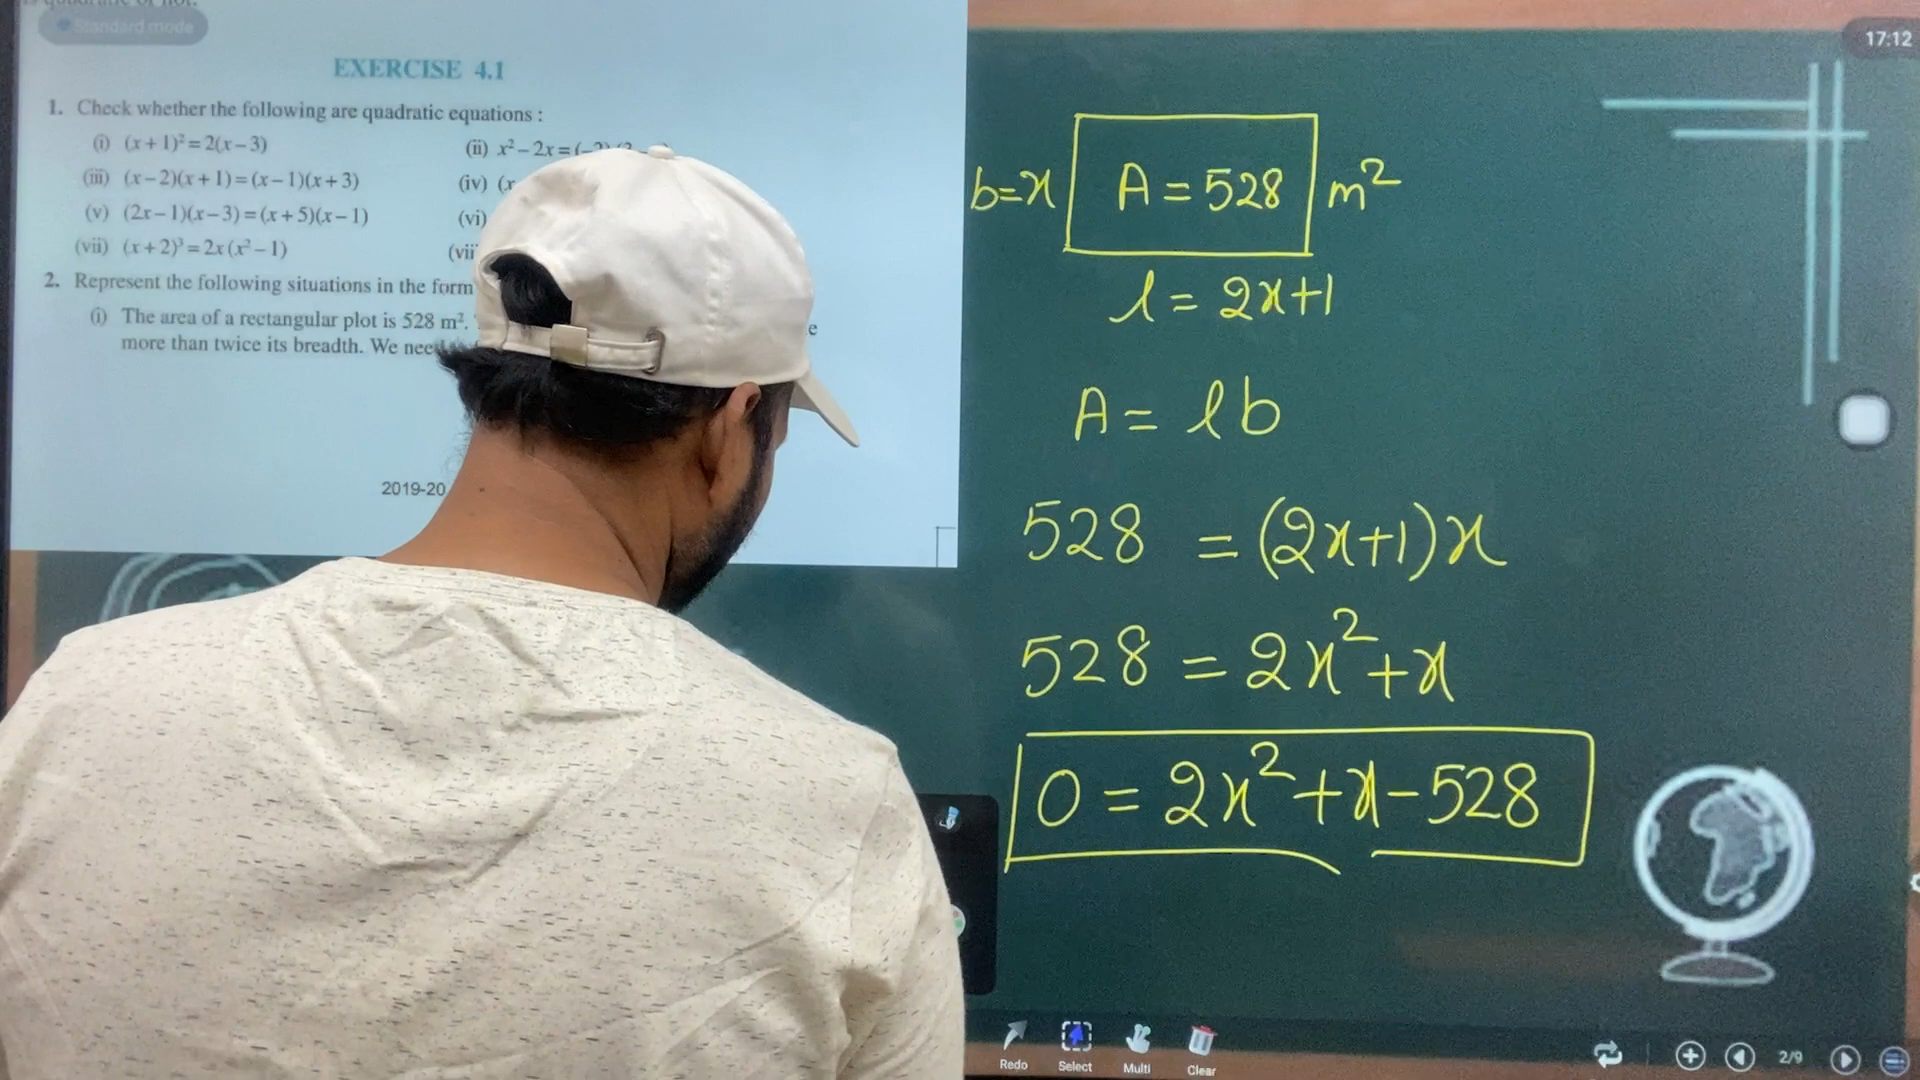 Standard mode
17:12
EXERCISE 4.1
1. Check whether the following are quadratic equations :
(i) (x + 1)² = 2(x – 3)
(ii) x² – 2x = (–2)
(iii) (x – 2)(x + 1) = (x – 1)(x + 3)
(iv) (x
(v) (2x – 1)(x – 3) = (x + 5)(x – 1)
(vi)
(vii) (x + 2)³ = 2x (x² – 1)
2. Represent the following situations in the form
(i) The area of a rectangular plot is 528 m².
more than twice its breadth. We
2019-20
b=x A = 528 m²
l = 2x+1
A = lb
528 = (2x+1)x
528 = 2x²+x
0 = 2x²+x-528
Redo Select Multi Clear
2/9